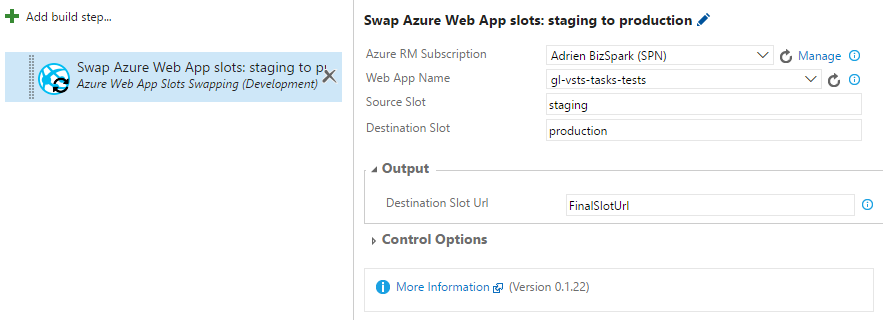 Add build step...
Swap Azure Web App slots: staging to pr
Azure Web App Slots Swapping (Development)
Swap Azure Web App slots: staging to production
Azure RM Subscription
Adrien BizSpark (SPN)
Manage
Web App Name
gl-vsts-tasks-tests
Source Slot
staging
Destination Slot
production
Output
Destination Slot Url
FinalSlotUrl
Control Options
More Information (Version 0.1.22)